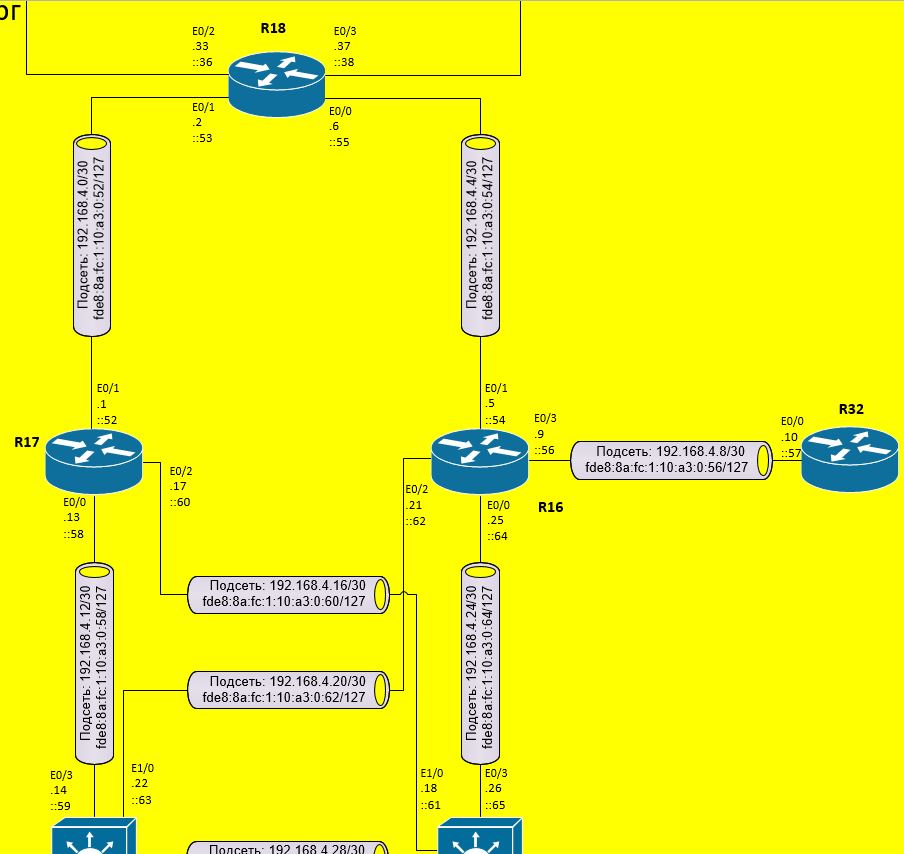 ог
R18
E0/2
.33
::36
E0/3
.37
::38
E0/1
.2
::53
E0/0
.6
::55
Подсеть: 192.168.4.0/30
fde8:8a:fc:1:10:a3:0:52/127
Подсеть: 192.168.4.4/30
fde8:8a:fc:1:10:a3:0:54/127
E0/1
.1
::52
E0/1
.5
::54
R17
E0/3
.9
::56
Подсеть: 192.168.4.8/30
fde8:8a:fc:1:10:a3:0:56/127
E0/0
.10
::57
R32
E0/2
.17
::60
E0/2
.21
::62
R16
E0/0
.13
::58
E0/0
.25
::64
Подсеть: 192.168.4.16/30
fde8:8a:fc:1:10:a3:0:60/127
Подсеть: 192.168.4.12/30
fde8:8a:fc:1:10:a3:0:58/127
Подсеть: 192.168.4.20/30
fde8:8a:fc:1:10:a3:0:62/127
Подсеть: 192.168.4.24/30
fde8:8a:fc:1:10:a3:0:64/127
E0/3
.14
::59
E1/0
.22
::63
E1/0
.18
::61
E0/3
.26
::65
Подсеть: 192.168.4.28/30